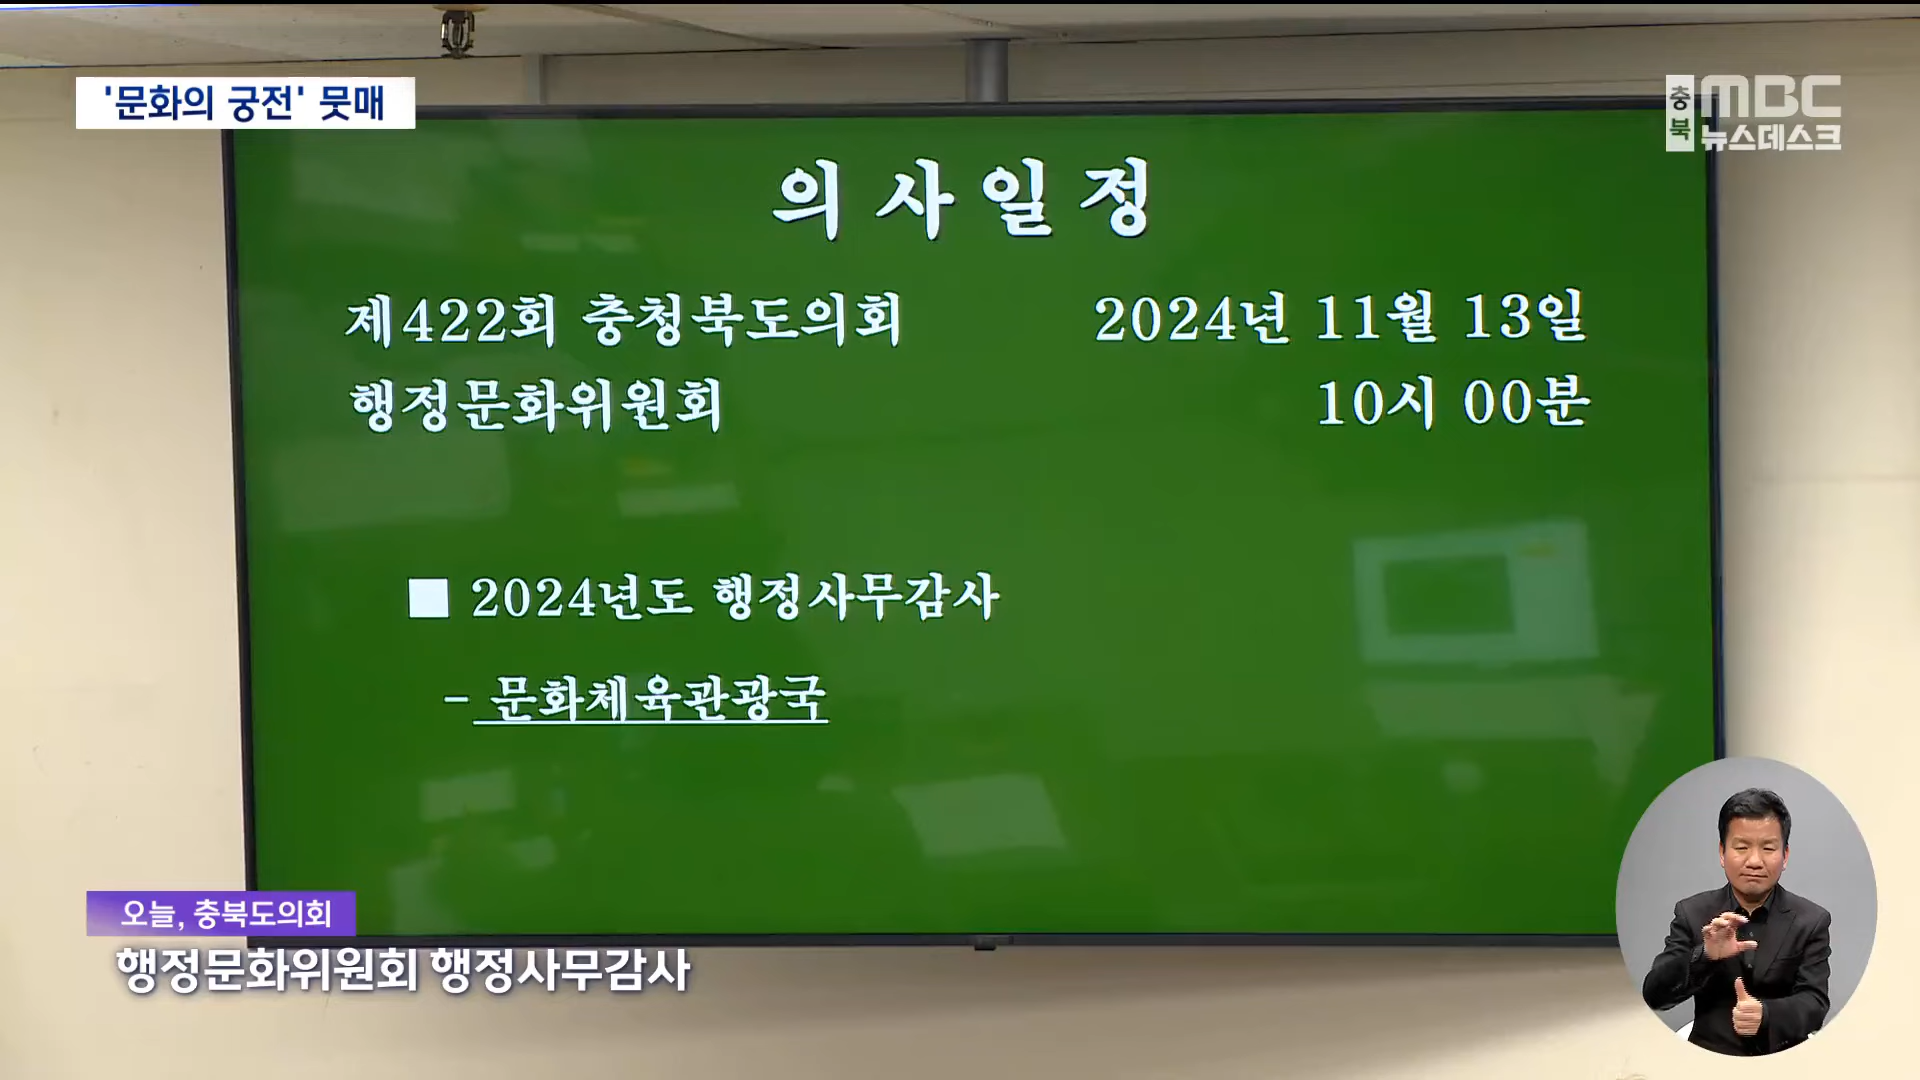 '문화의 궁전' 뭇매
충북 MBC
뉴스데스크
의사일정
제422회 충청북도의회 2024년 11월 13일
행정문화위원회 10시 00분
■ 2024년도 행정사무감사
- 문화체육관광국
오늘, 충북도의회
행정문화위원회 행정사무감사